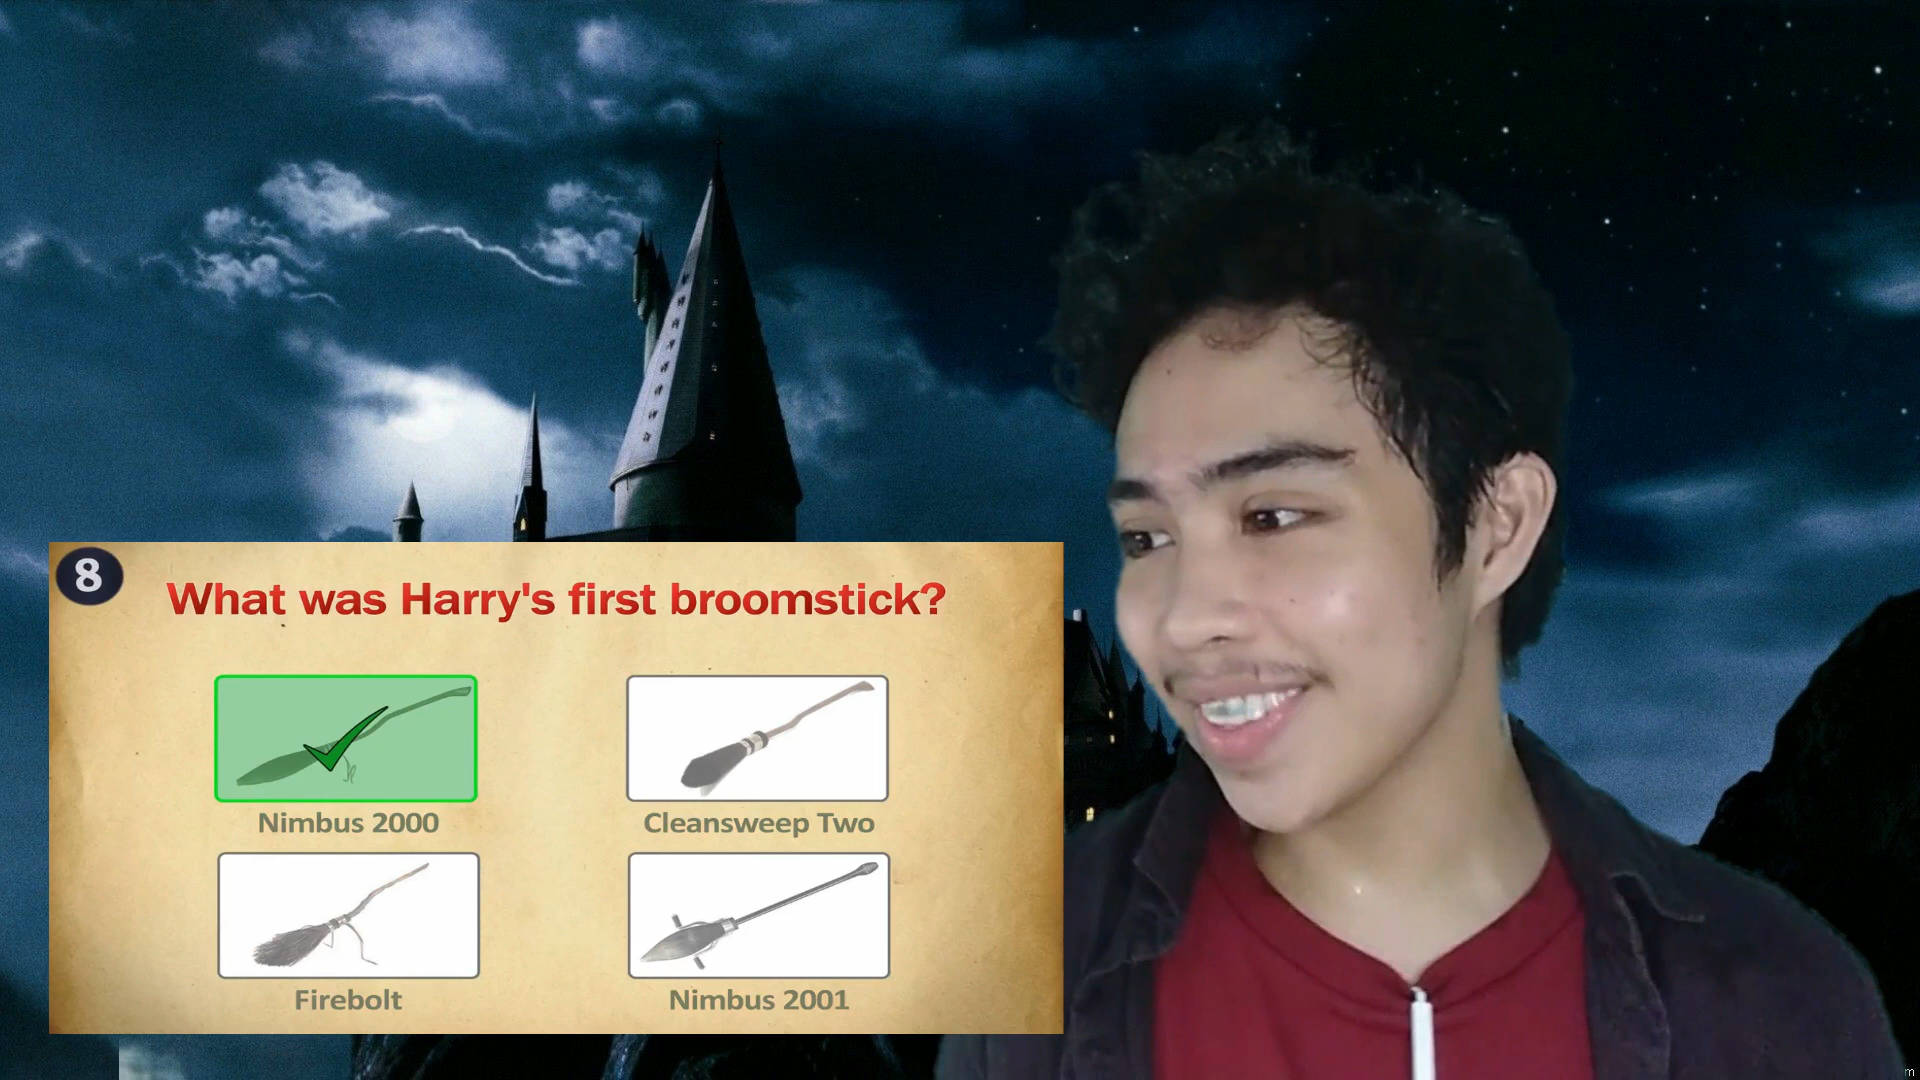 8
What was Harry's first broomstick?
Nimbus 2000
Cleansweep Two
Firebolt
Nimbus 2001
m